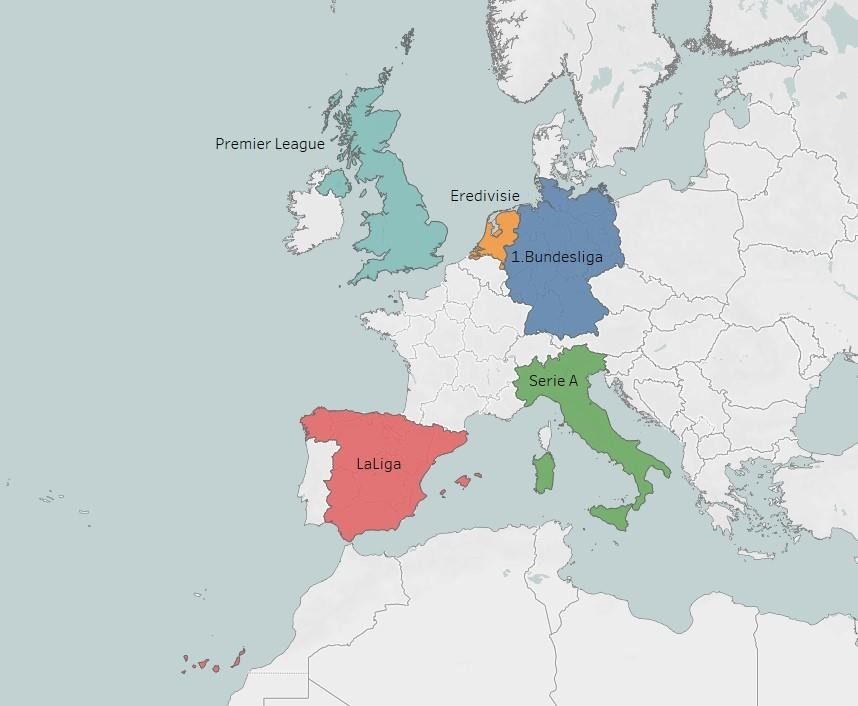 Premier League
Eredivisie
1.Bundesliga
Serie A
LaLiga